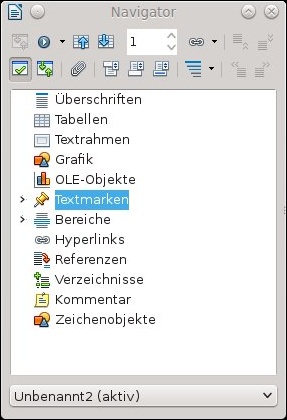 Navigator
1
Überschriften
Tabellen
Textrahmen
Grafik
OLE-Objekte
Textmarken
Bereiche
Hyperlinks
Referenzen
Verzeichnisse
Kommentar
Zeichenobjekte
Unbenannt2 (aktiv)